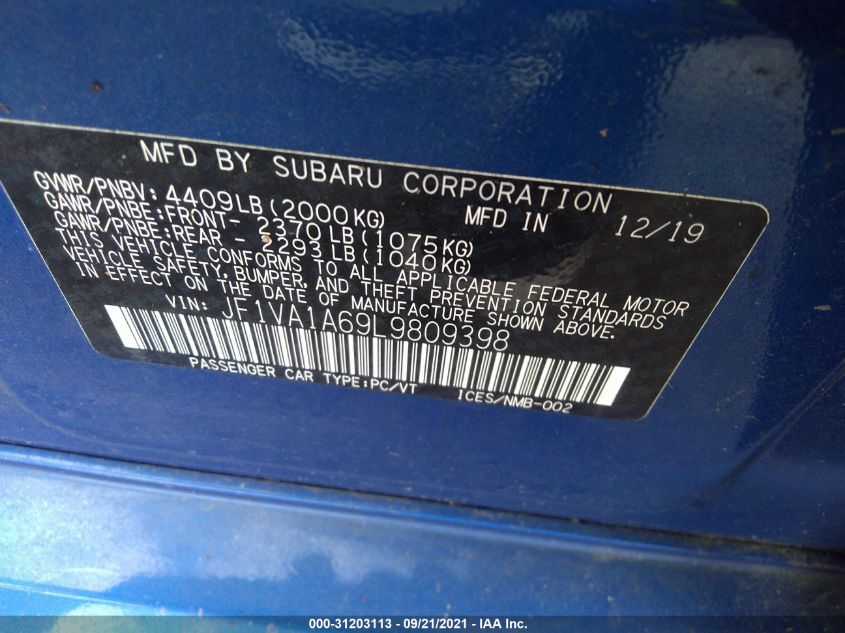 MFD BY SUBARU CORPORATION
GVWR/PNBV: 4409LB(2000KG) MFD IN 12/19
GAWR/PNBE:FRONT- 2370LB(1075KG)
GAWR/PNBE:REAR - 2293LB(1040KG)
THIS VEHICLE CONFORMS TO ALL APPLICABLE FEDERAL MOTOR
VEHICLE SAFETY, BUMPER, AND THEFT PREVENTION STANDARDS
IN EFFECT ON THE DATE OF MANUFACTURE SHOWN ABOVE.
VIN: JF1VA1A69L9809398
PASSENGER CAR TYPE:PC/VT ICES/NMB-002
000-31203113 - 09/21/2021 - IAA Inc.